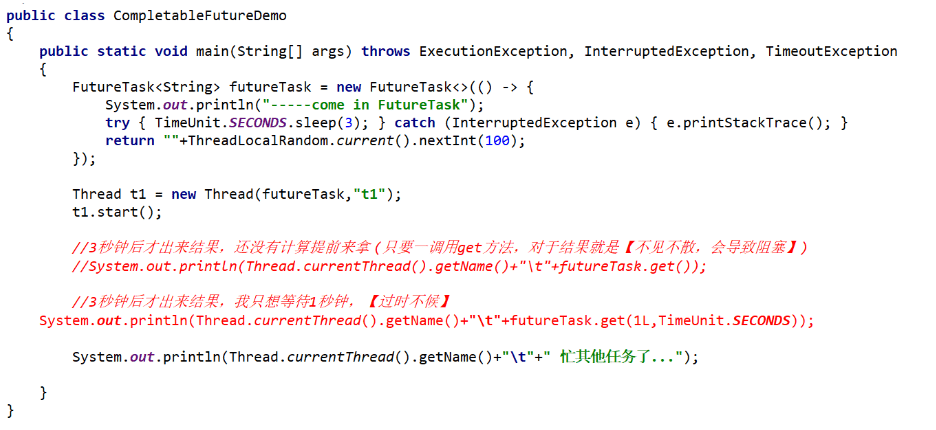 public class CompletableFutureDemo
{
    public static void main(String[] args) throws ExecutionException, InterruptedException, TimeoutException
    {
        FutureTask<String> futureTask = new FutureTask<>(() -> {
            System.out.println("-----come in FutureTask");
            try { TimeUnit.SECONDS.sleep(3); } catch (InterruptedException e) { e.printStackTrace(); }
            return ""+ThreadLocalRandom.current().nextInt(100);
        });

        Thread t1 = new Thread(futureTask,"t1");
        t1.start();

        //3秒钟后才出来结果，还没有计算提前来拿(只要一调用get方法，对于结果就是【不见不散，会导致阻塞】)
        //System.out.println(Thread.currentThread().getName()+"\t"+futureTask.get());

        //3秒钟后才出来结果，我只想等待1秒钟，【过时不候】
    System.out.println(Thread.currentThread().getName()+"\t"+futureTask.get(1L,TimeUnit.SECONDS));

        System.out.println(Thread.currentThread().getName()+"\t"+" 忙其他任务了...");

    }
}